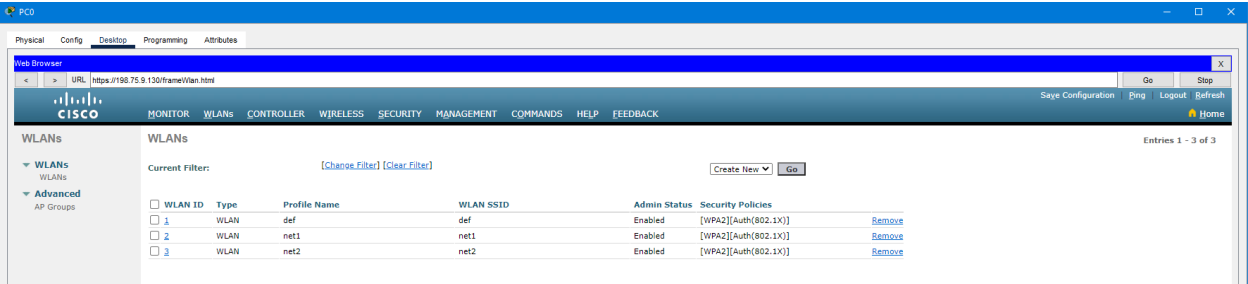 PC0
Physical Config Desktop Programming Attributes
Web Browser X
< > URL https://198.75.9.130/frameWlan.html Go Stop
Save Configuration Ping Logout Refresh
CISCO MONITOR WLANs CONTROLLER WIRELESS SECURITY MANAGEMENT COMMANDS HELP FEEDBACK Home
WLANs
WLANs
WLANs
Advanced
AP Groups
WLANs Entries 1 - 3 of 3
Current Filter: [Change Filter] [Clear Filter] Create New Go
WLAN ID Type Profile Name WLAN SSID Admin Status Security Policies
1 WLAN def def Enabled [WPA2][Auth(802.1X)] Remove
2 WLAN net1 net1 Enabled [WPA2][Auth(802.1X)] Remove
3 WLAN net2 net2 Enabled [WPA2][Auth(802.1X)] Remove